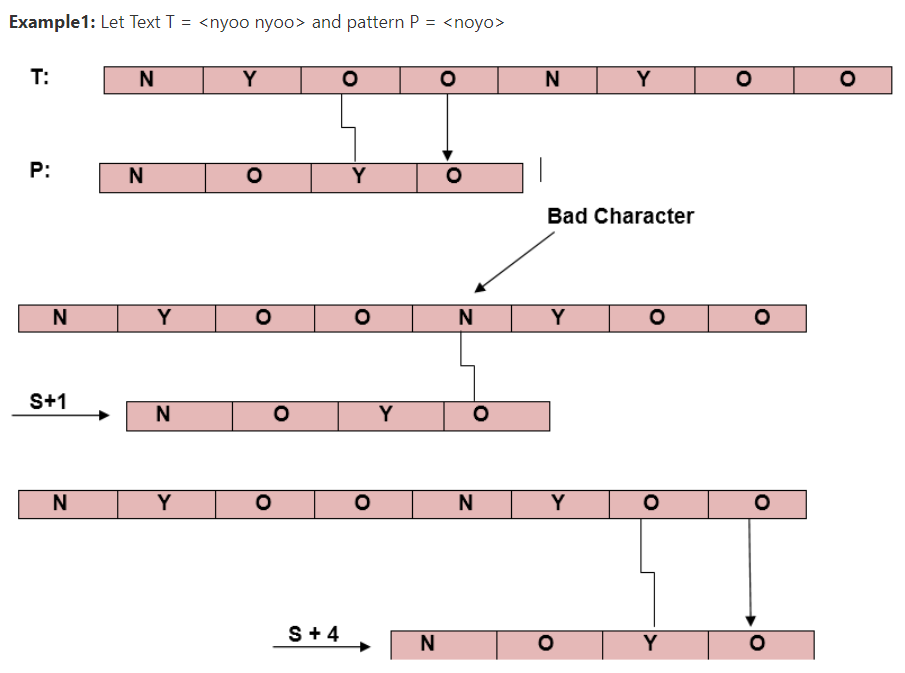 Example1: Let Text T = <nyoo nyoo> and pattern P = <noyo>
T: N Y O O N Y O O
P: N O Y O
Bad Character
N Y O O N Y O O
S+1 N O Y O
N Y O O N Y O O
S + 4 N O Y O